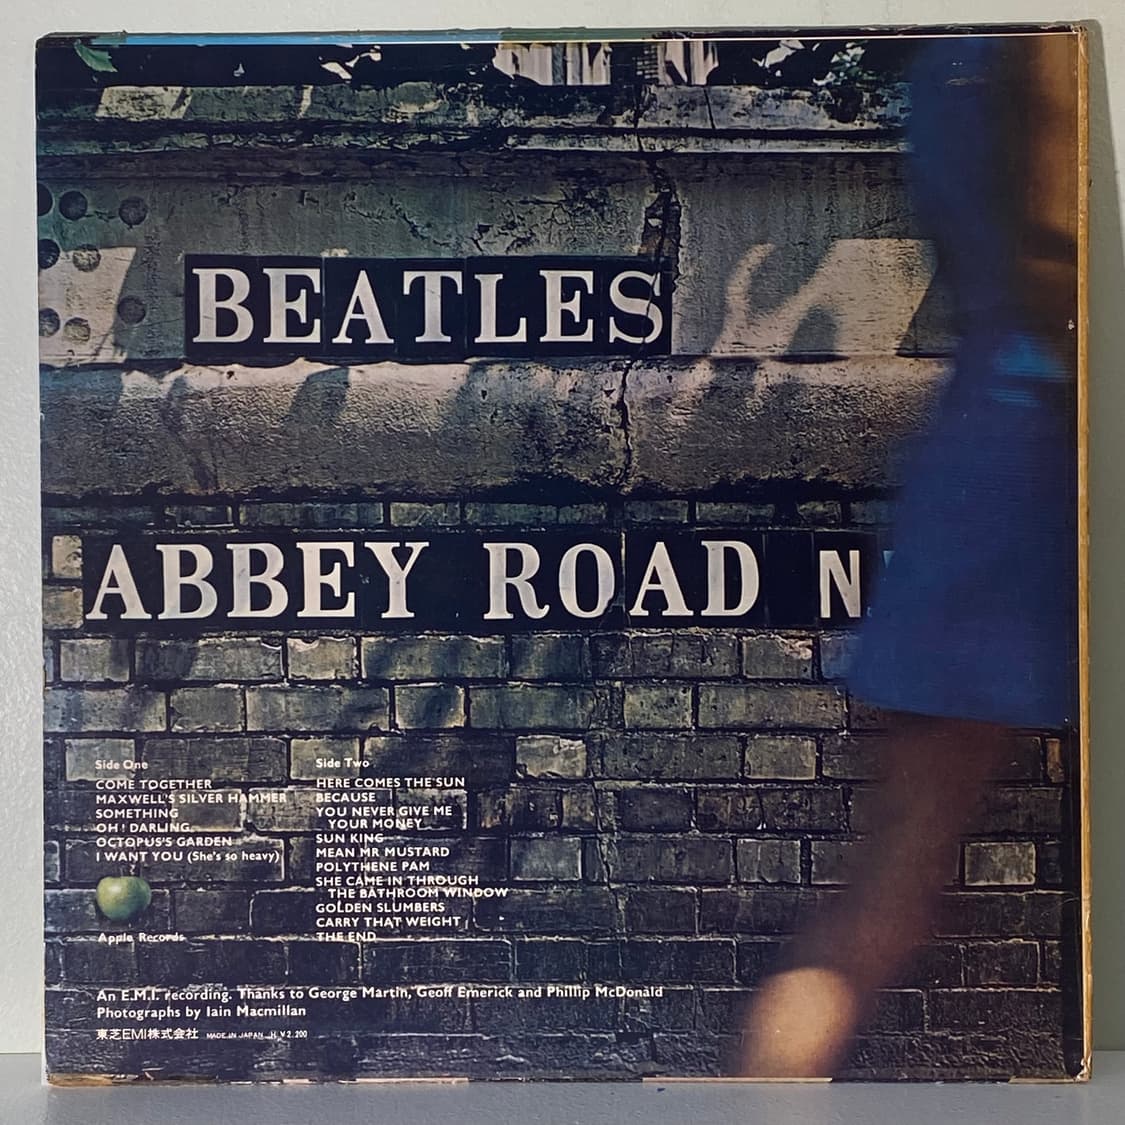 BEATLES
ABBEY ROAD N
Side One
COME TOGETHER
MAXWELL'S SILVER HAMMER
SOMETHING
OH! DARLING
OCTOPUS'S GARDEN
I WANT YOU (She's so heavy)
Apple Records
Side Two
HERE COMES THE SUN
BECAUSE
YOU NEVER GIVE ME
YOUR MONEY
SUN KING
MEAN MR MUSTARD
POLYTHENE PAM
SHE CAME IN THROUGH
THE BATHROOM WINDOW
GOLDEN SLUMBERS
CARRY THAT WEIGHT
THE END
An E.M.I. recording. Thanks to George Martin, Geoff Emerick and Phillip McDonald
Photographs by Iain Macmillan
東芝EMI株式会社 MADE IN JAPAN H ¥2,200